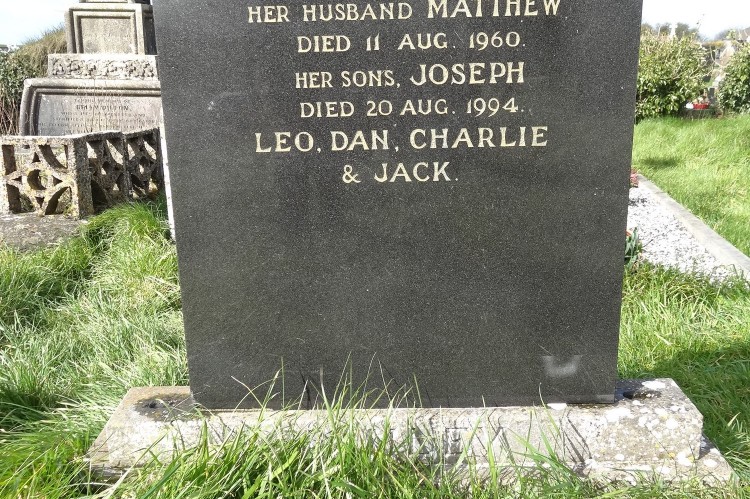 HER HUSBAND MATTHEW
DIED 11 AUG. 1960.
HER SONS, JOSEPH
DIED 20 AUG. 1994.
LEO, DAN, CHARLIE
& JACK.